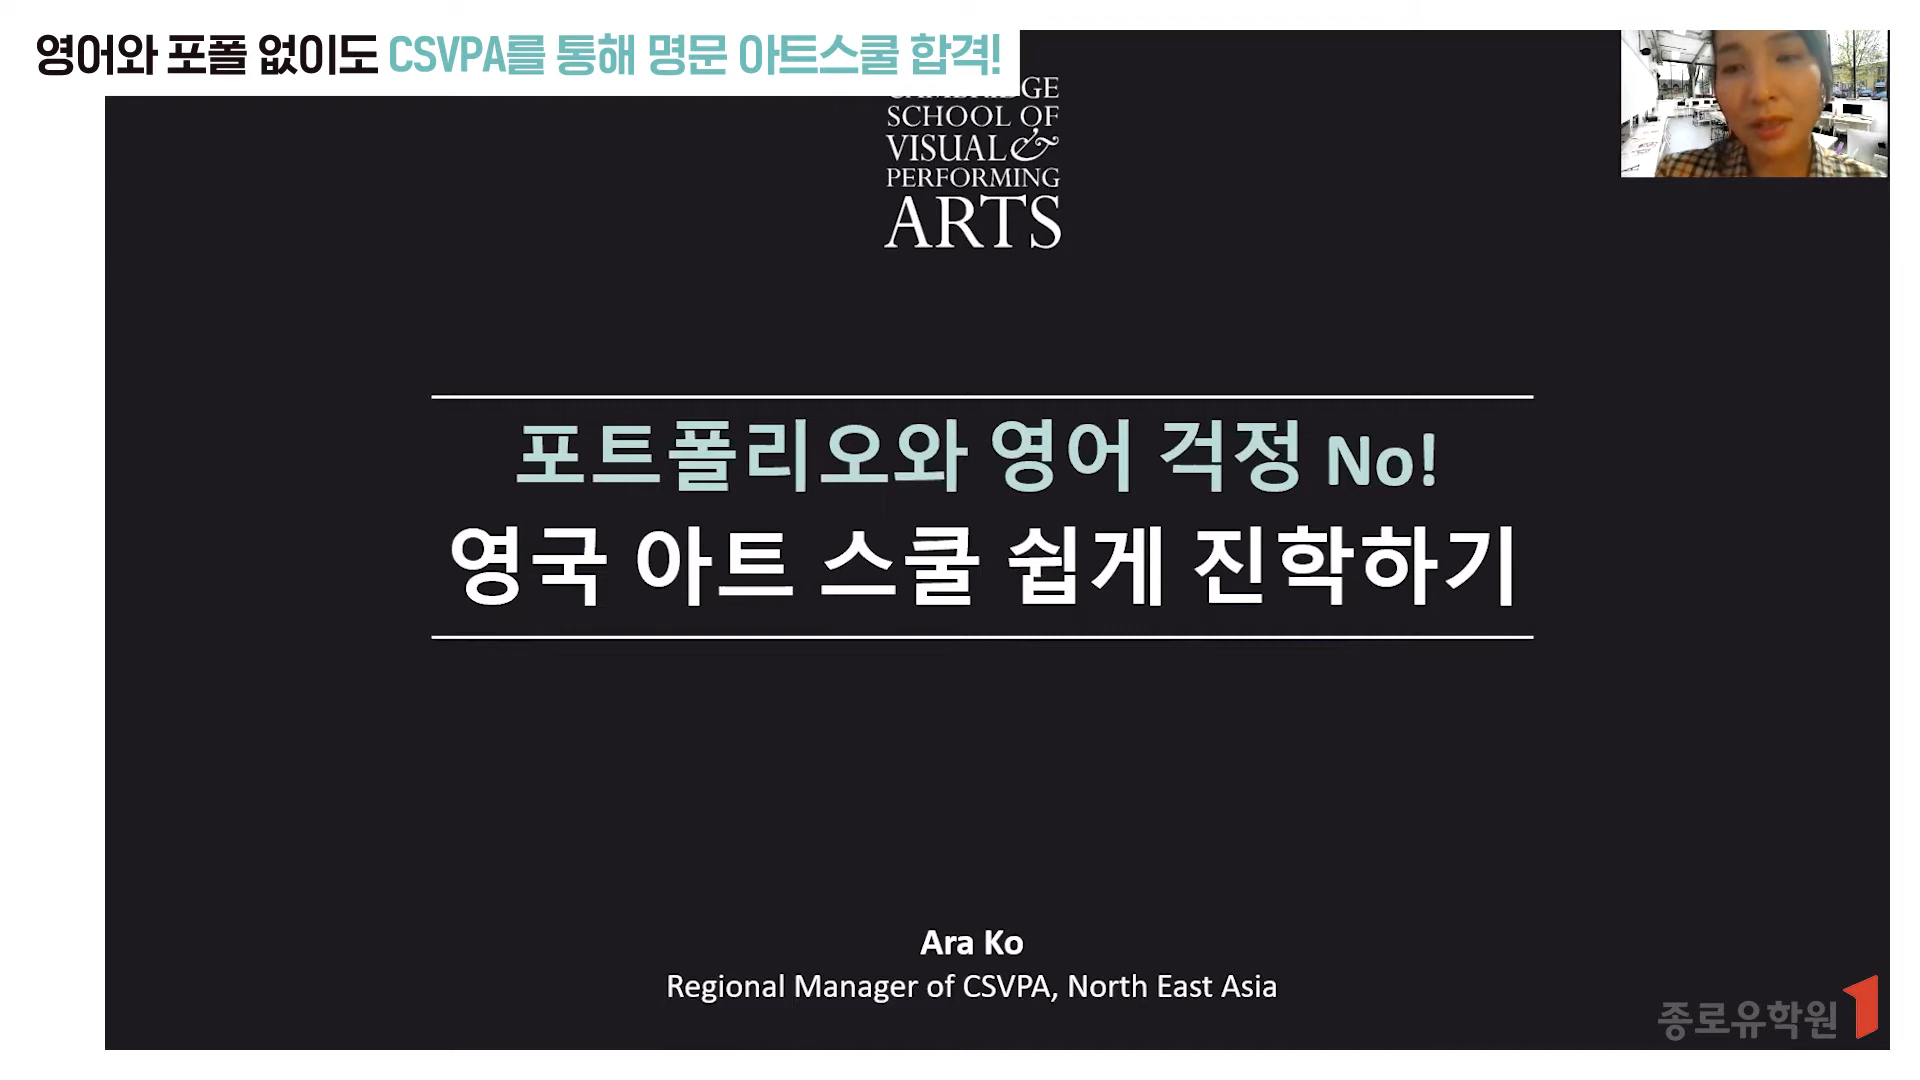 영어와 포폴 없이도 CSVPA를 통해 명문 아트스쿨 합격!
CAMBRIDGE
SCHOOL OF
VISUAL &
PERFORMING
ARTS
포트폴리오와 영어 걱정 No!
영국 아트 스쿨 쉽게 진학하기
Ara Ko
Regional Manager of CSVPA, North East Asia
종로유학원